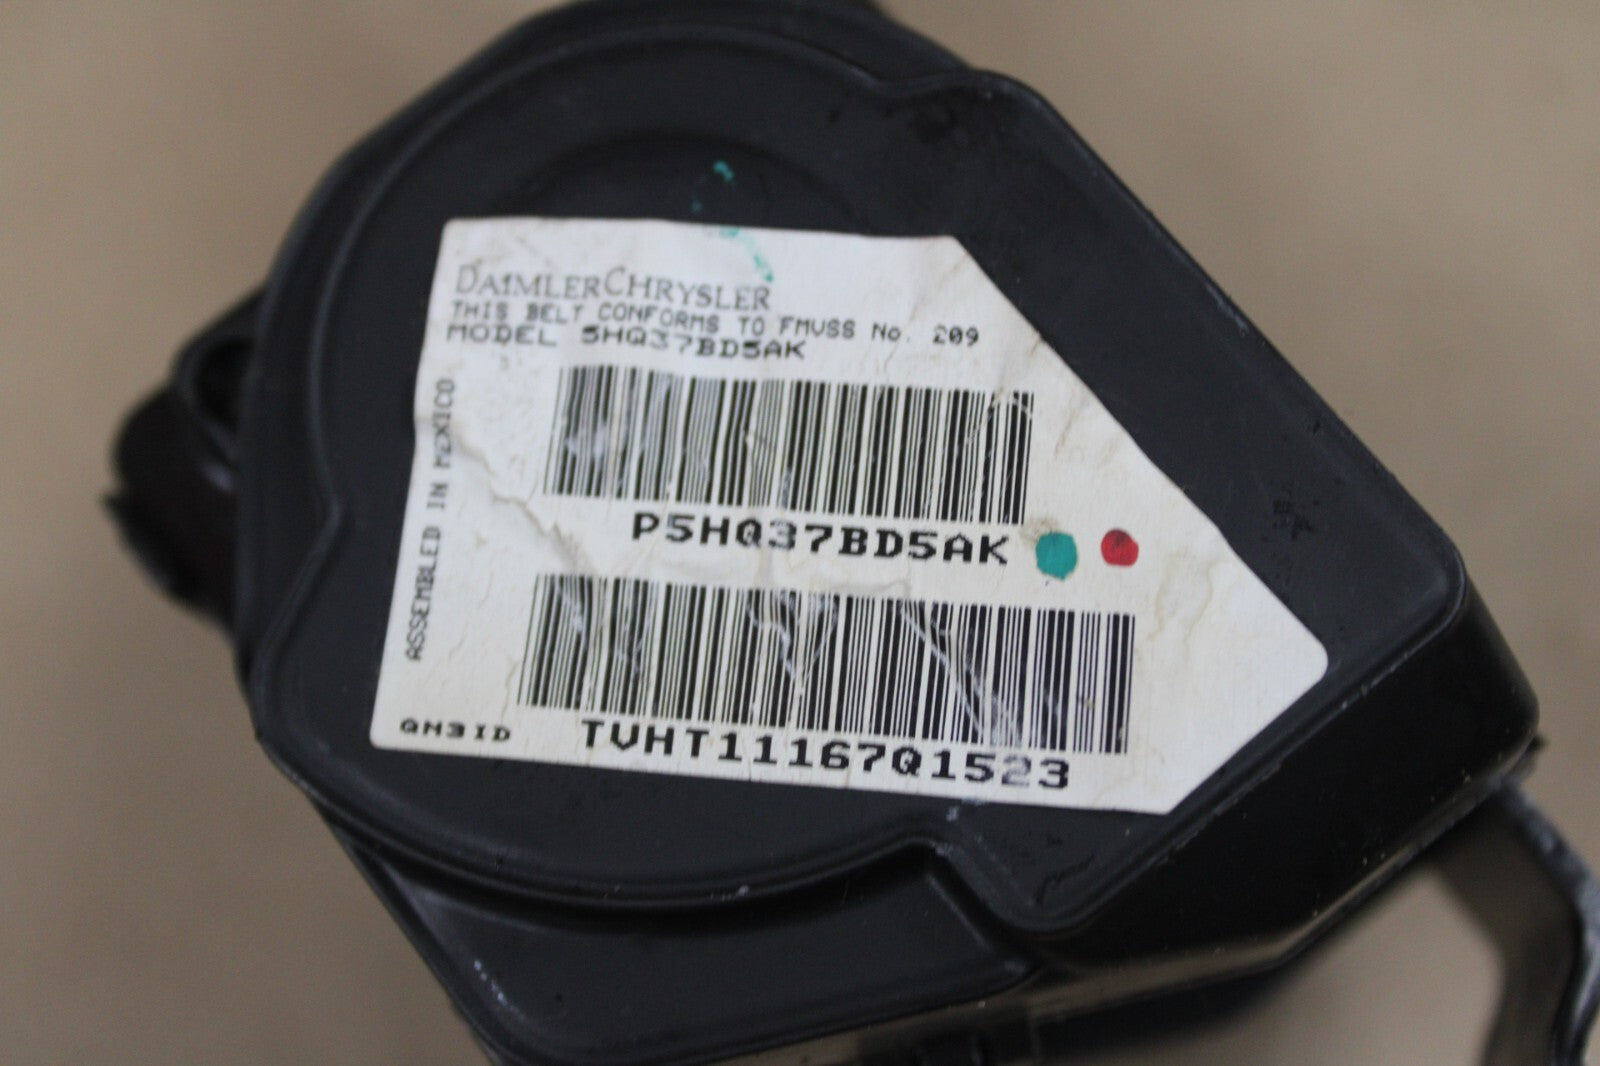 DAIMLERCHRYSLER
THIS BELT CONFORMS TO FMVSS No. 209
MODEL 5HQ37BD5AK
ASSEMBLED IN MEXICO
P5HQ37BD5AK
QM3ID
TVHT11167Q1523